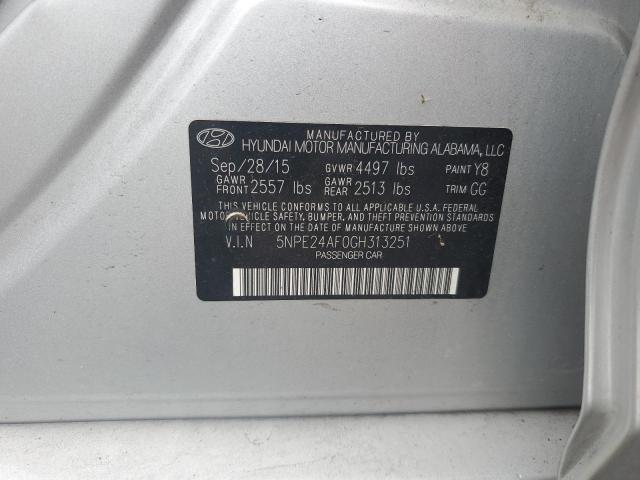 MANUFACTURED BY
HYUNDAI MOTOR MANUFACTURING ALABAMA, LLC
Sep/28/15 GVWR 4497 lbs PAINT Y8
GAWR FRONT 2557 lbs GAWR REAR 2513 lbs TRIM GG
THIS VEHICLE CONFORMS TO ALL APPLICABLE U.S.A. FEDERAL
MOTOR VEHICLE SAFETY, BUMPER, AND THEFT PREVENTION STANDARDS
IN EFFECT ON THE DATE OF MANUFACTURE SHOWN ABOVE.
V.I.N 5NPE24AF0GH313251
PASSENGER CAR